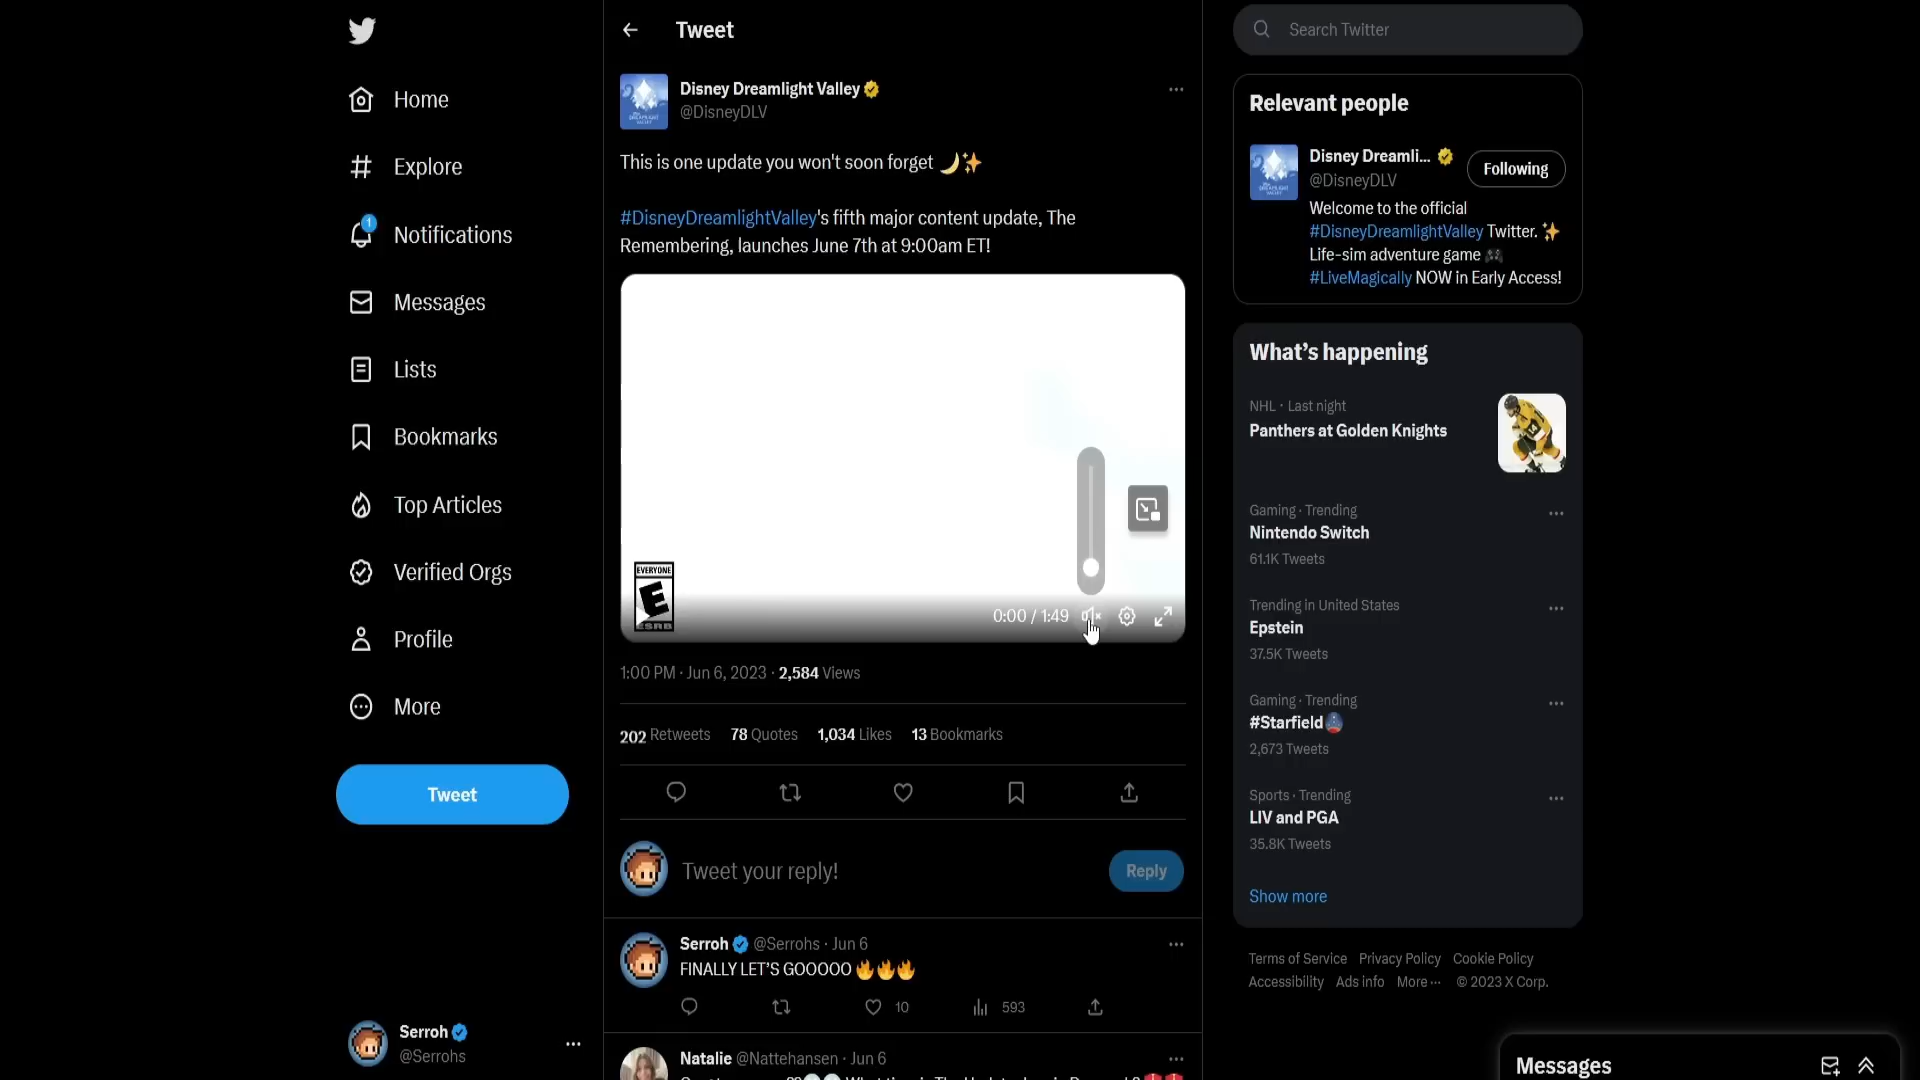 Home
Explore
1
Notifications
Messages
Lists
Bookmarks
Top Articles
Verified Orgs
Profile
More
Tweet
Serroh
@Serrohs
Tweet
Disney Dreamlight Valley
@DisneyDLV
This is one update you won't soon forget 🌙✨
#DisneyDreamlightValley's fifth major content update, The
Remembering, launches June 7th at 9:00am ET!
EVERYONE
E
ESRB
0:00 / 1:49
1:00 PM · Jun 6, 2023 · 2,584 Views
202 Retweets 78 Quotes 1,034 Likes 13 Bookmarks
Tweet your reply!
Reply
Serroh @Serrohs · Jun 6
FINALLY LET'S GOOOOO 🔥🔥🔥
10
593
Natalie @Nattehansen · Jun 6
Search Twitter
Relevant people
Disney Dreamli...
@DisneyDLV
Following
Welcome to the official
#DisneyDreamlightValley Twitter. ✨
Life-sim adventure game 🎮
#LiveMagically NOW in Early Access!
What's happening
NHL · Last night
Panthers at Golden Knights
Gaming · Trending
Nintendo Switch
61.1K Tweets
Trending in United States
Epstein
37.5K Tweets
Gaming · Trending
#Starfield
2,673 Tweets
Sports · Trending
LIV and PGA
35.8K Tweets
Show more
Terms of Service Privacy Policy Cookie Policy
Accessibility Ads info More ··· © 2023 X Corp.
Messages